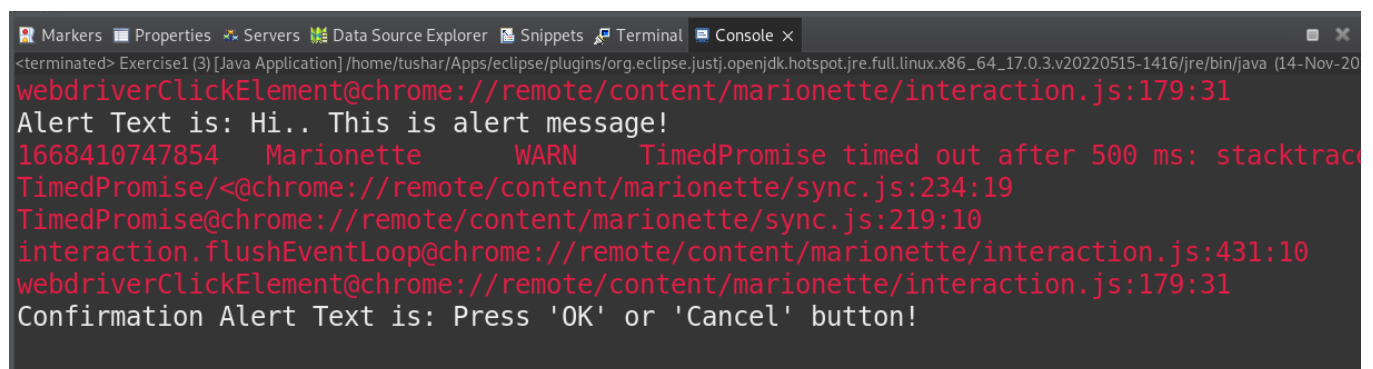 Markers Properties Servers Data Source Explorer Snippets Terminal Console ×
<terminated> Exercise1 (3) [Java Application] /home/tushar/Apps/eclipse/plugins/org.eclipse.justj.openjdk.hotspot.jre.full.linux.x86_64_17.0.3.v20220515-1416/jre/bin/java (14-Nov-20
webdriverClickElement@chrome://remote/content/marionette/interaction.js:179:31
Alert Text is: Hi.. This is alert message!
1668410747854 Marionette WARN TimedPromise timed out after 500 ms: stacktrace
TimedPromise/<@chrome://remote/content/marionette/sync.js:234:19
TimedPromise@chrome://remote/content/marionette/sync.js:219:10
interaction.flushEventLoop@chrome://remote/content/marionette/interaction.js:431:10
webdriverClickElement@chrome://remote/content/marionette/interaction.js:179:31
Confirmation Alert Text is: Press 'OK' or 'Cancel' button!